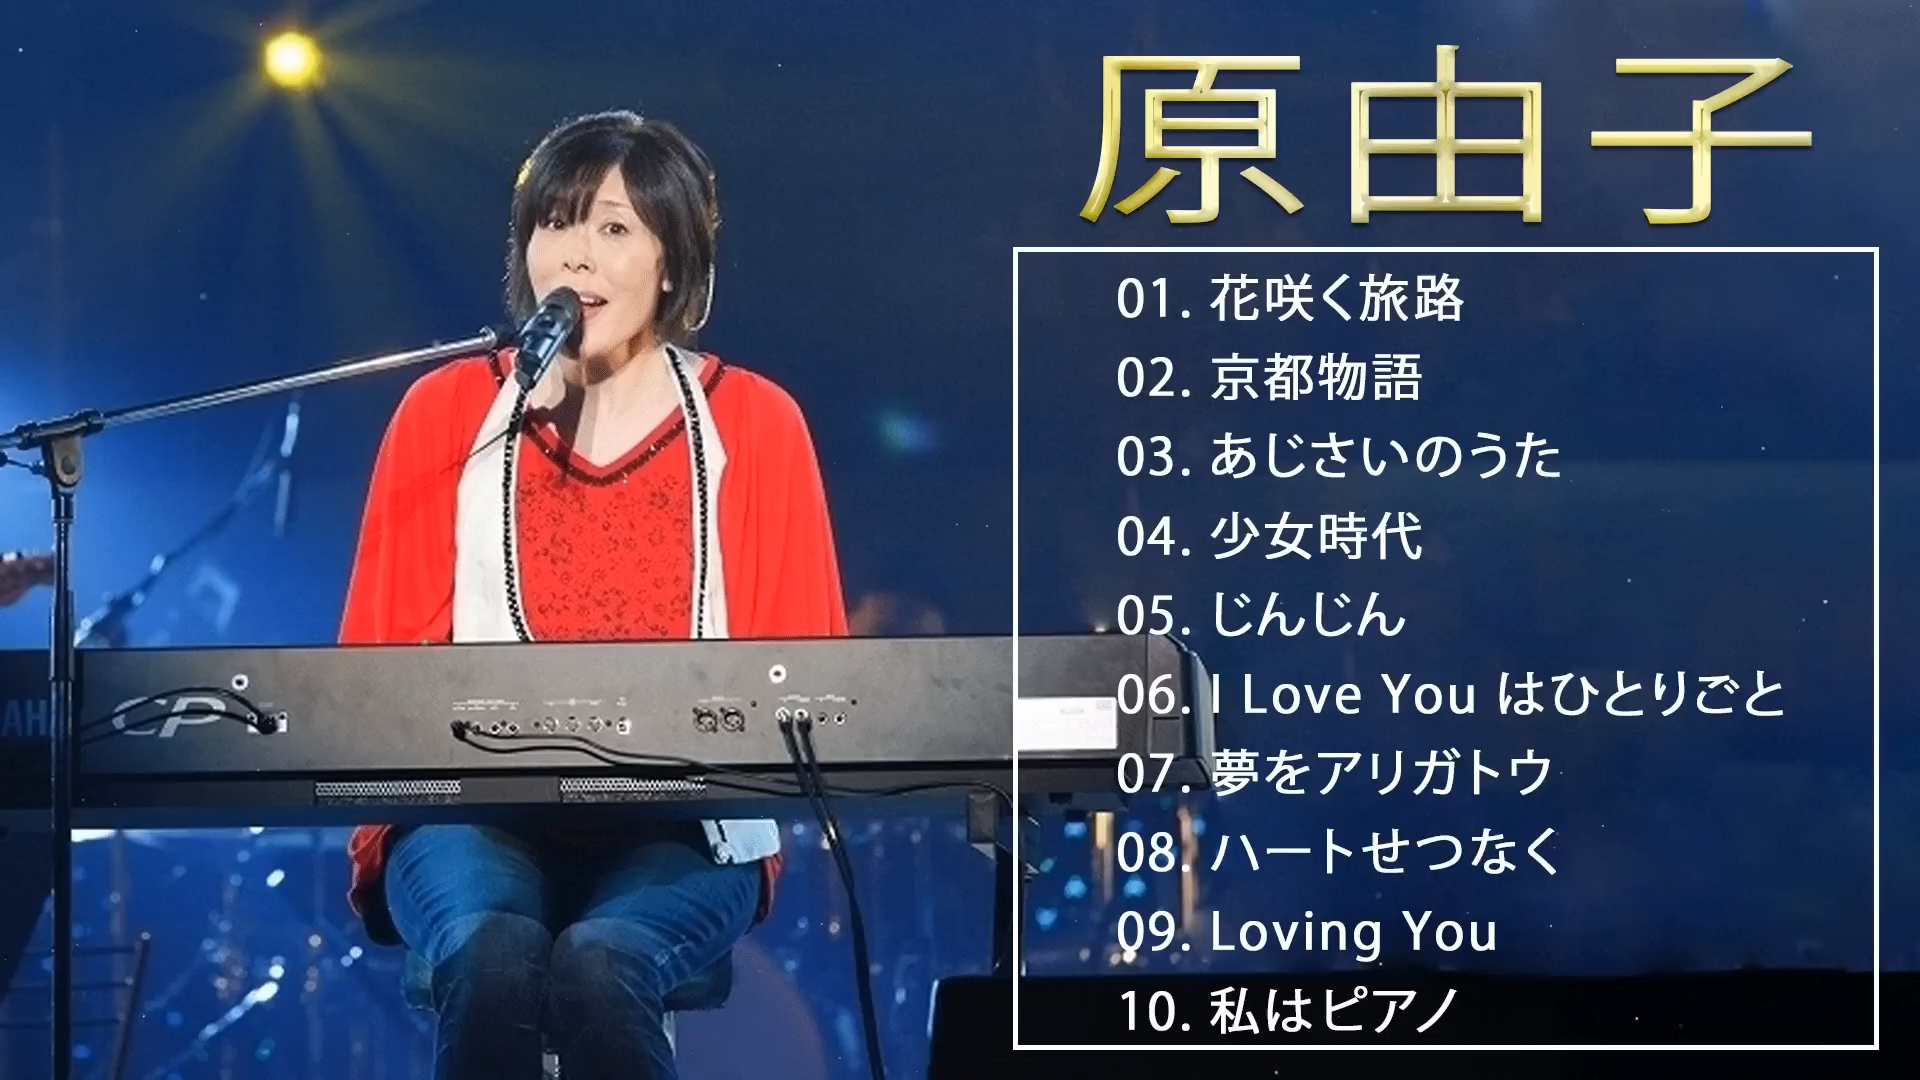 原由子
01. 花咲く旅路
02. 京都物語
03. あじさいのうた
04. 少女時代
05. じんじん
06. I Love You はひとりごと
07. 夢をアリガトウ
08. ハートせつなく
09. Loving You
10. 私はピアノ
AHA
CP